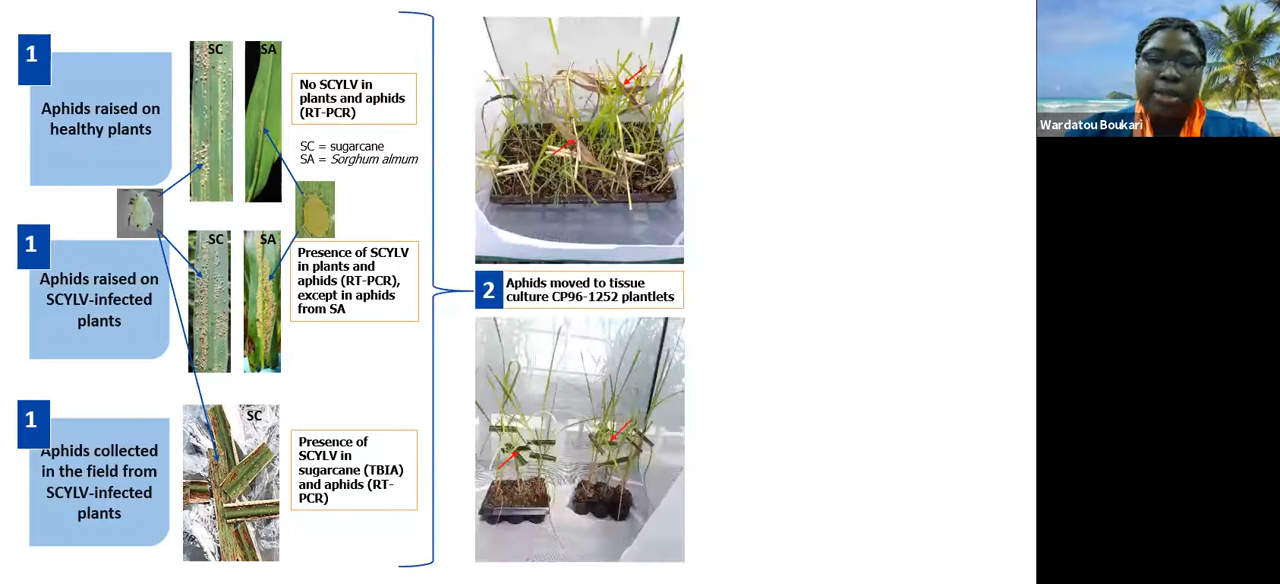 1
Aphids raised on
healthy plants
SC
SA
No SCYLV in
plants and aphids
(RT-PCR)
SC = sugarcane
SA = Sorghum almum
1
Aphids raised on
SCYLV-infected
plants
SC
SA
Presence of SCYLV
in plants and
aphids (RT-PCR),
except in aphids
from SA
1
Aphids collected
in the field from
SCYLV-infected
plants
SC
Presence of
SCYLV in
sugarcane (TBIA)
and aphids (RT-
PCR)
2
Aphids moved to tissue
culture CP96-1252 plantlets
Wardatou Boukari